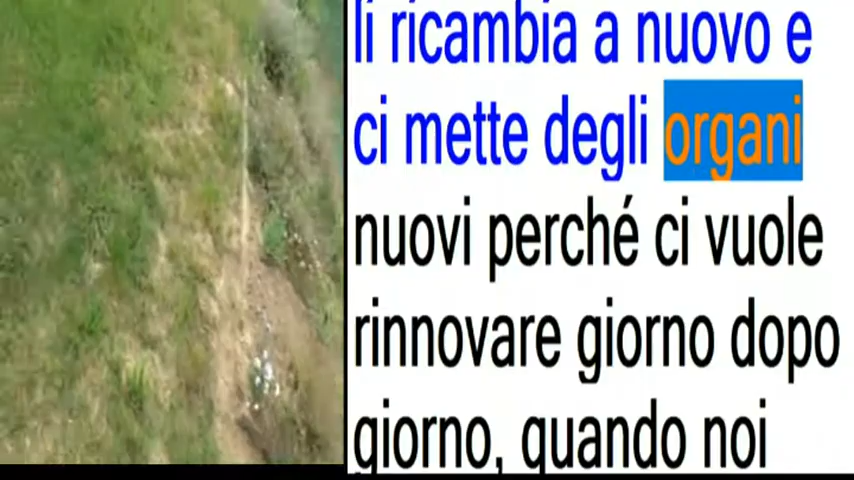 li ricambia a nuovo e
ci mette degli organi
nuovi perché ci vuole
rinnovare giorno dopo
giorno, quando noi